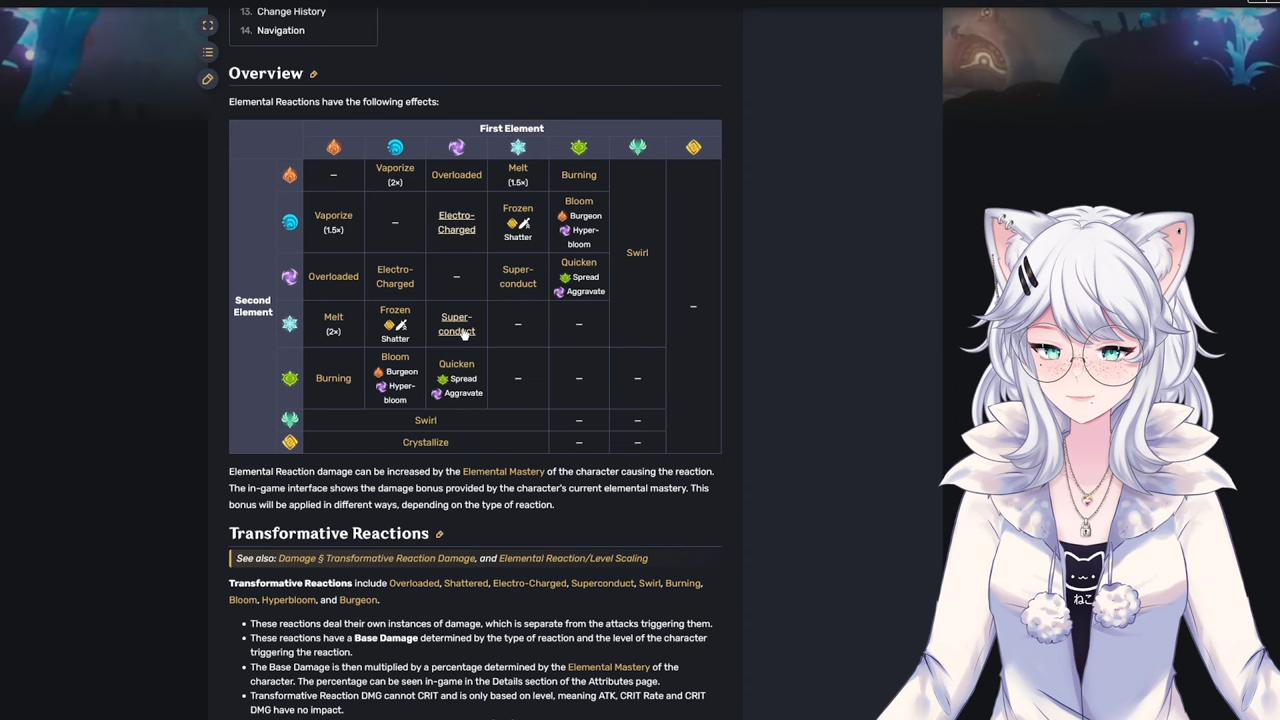 13. Change History
14. Navigation
Overview
Elemental Reactions have the following effects:
First Element
Second
Element
–
Vaporize
(2×)
Overloaded
Melt
(1.5×)
Burning
Swirl
–
Vaporize
(1.5×)
–
Electro-
Charged
Frozen
Shatter
Bloom
Burgeon
Hyper-
bloom
Overloaded
Electro-
Charged
–
Super-
conduct
Quicken
Spread
Aggravate
Melt
(2×)
Frozen
Shatter
Super-
conduct
–
–
Burning
Bloom
Burgeon
Hyper-
bloom
Quicken
Spread
Aggravate
–
–
–
Swirl
–
–
Crystallize
–
–
Elemental Reaction damage can be increased by the Elemental Mastery of the character causing the reaction.
The in-game interface shows the damage bonus provided by the character's current elemental mastery. This
bonus will be applied in different ways, depending on the type of reaction.
Transformative Reactions
See also: Damage § Transformative Reaction Damage, and Elemental Reaction/Level Scaling
Transformative Reactions include Overloaded, Shattered, Electro-Charged, Superconduct, Swirl, Burning,
Bloom, Hyperbloom, and Burgeon.
• These reactions deal their own instances of damage, which is separate from the attacks triggering them.
• These reactions have a Base Damage determined by the type of reaction and the level of the character
triggering the reaction.
• The Base Damage is then multiplied by a percentage determined by the Elemental Mastery of the
character. The percentage can be seen in-game in the Details section of the Attributes page.
• Transformative Reaction DMG cannot CRIT and is only based on level, meaning ATK, CRIT Rate and CRIT
DMG have no impact.
ねこ